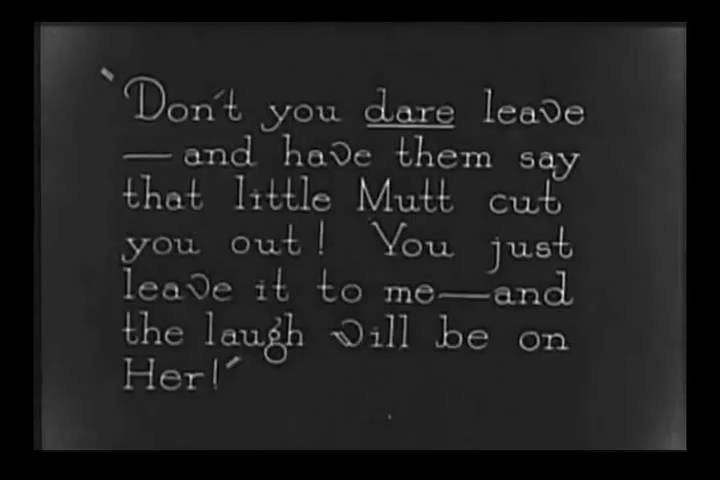 "Don't you dare leave
— and have them say
that little Mutt cut
you out! You just
leave it to me—and
the laugh will be on
Her!"